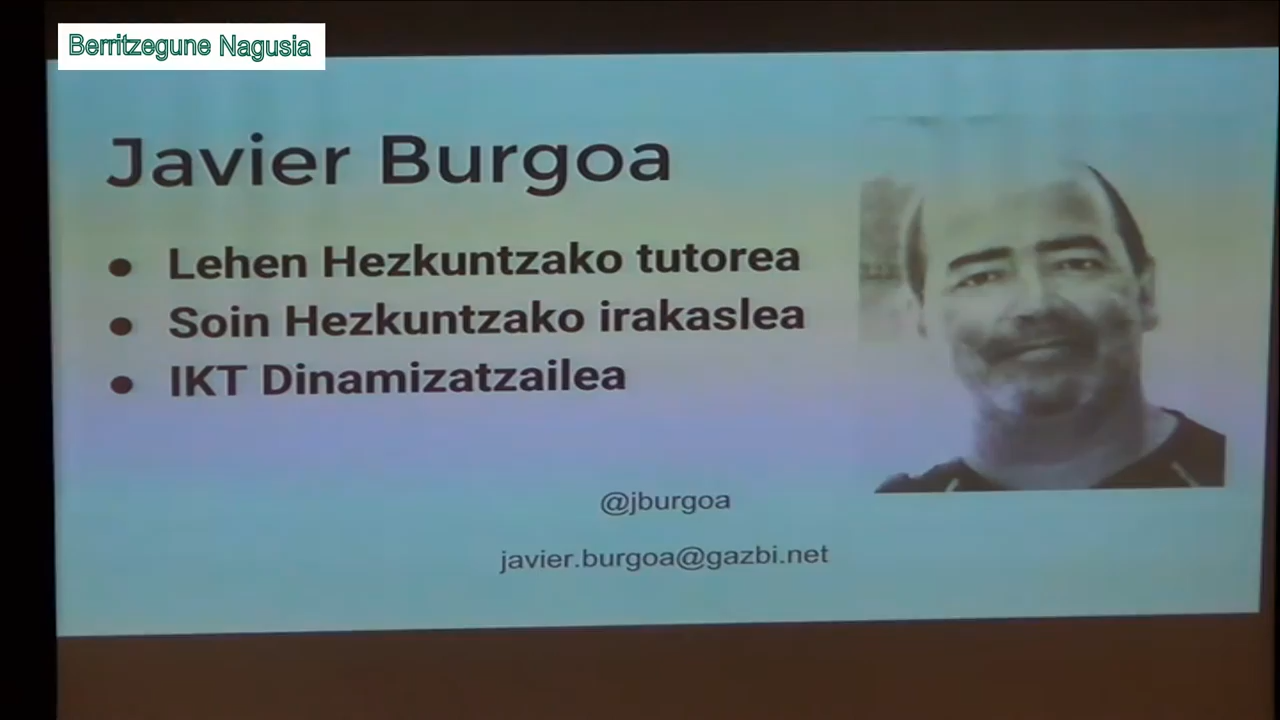 Berritzegune Nagusia
Javier Burgoa
● Lehen Hezkuntzako tutorea
● Soin Hezkuntzako irakaslea
● IKT Dinamizatzailea
@jburgoa
javier.burgoa@gazbi.net